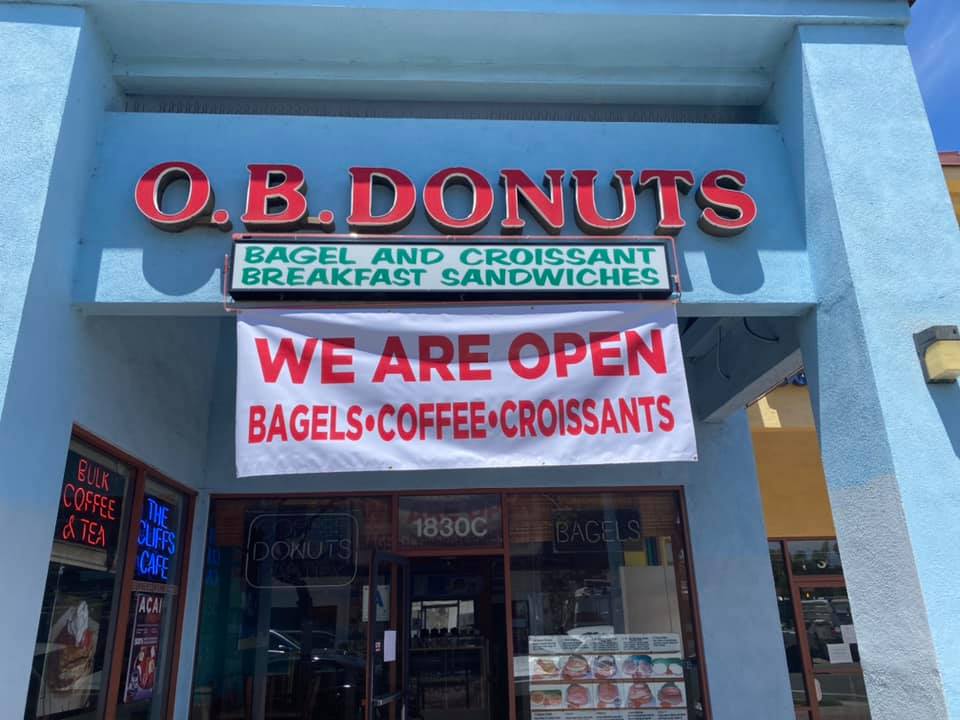 O.B. DONUTS
BAGEL AND CROISSANT
BREAKFAST SANDWICHES
WE ARE OPEN
BAGELS•COFFEE•CROISSANTS
BULK
COFFEE
& TEA
THE
CLIFFS
CAFE
ACAI
COFFEE
DONUTS
1830C
BAGELS